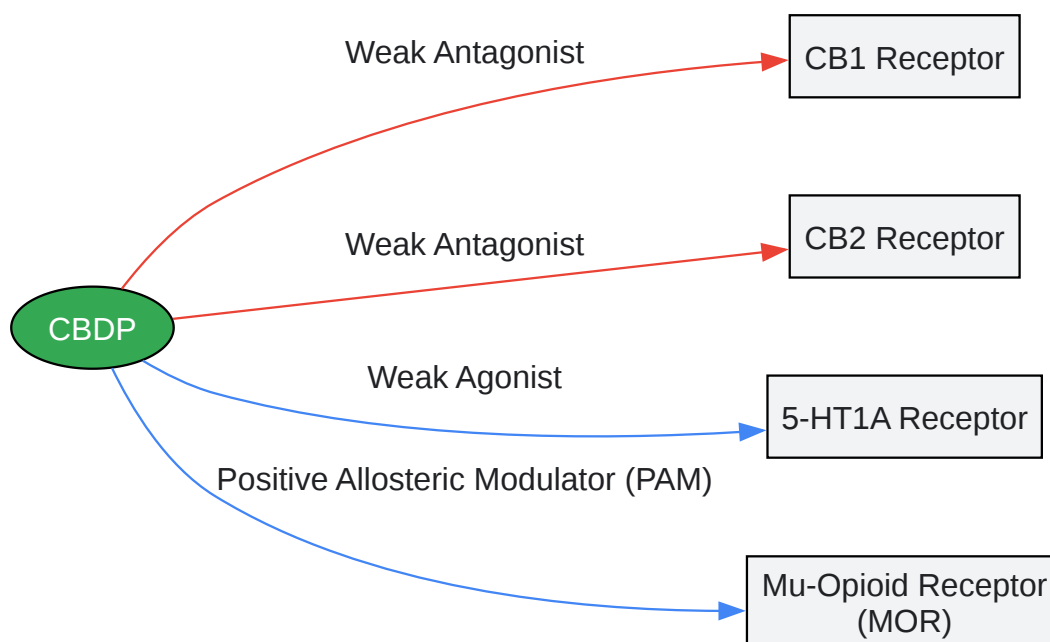 Weak Antagonist
CB1 Receptor
Weak Antagonist
CB2 Receptor
CBDP
Weak Agonist
5-HT1A Receptor
Positive Allosteric Modulator (PAM)
Mu-Opioid Receptor
(MOR)